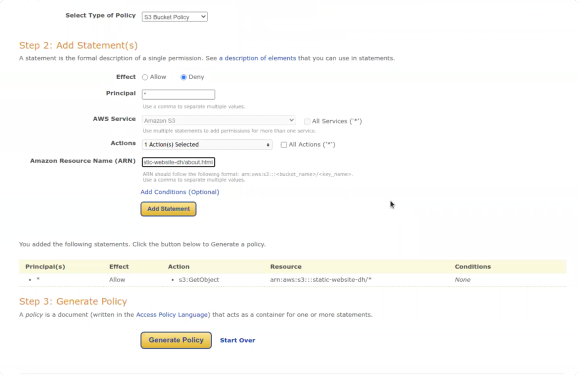 Select Type of Policy S3 Bucket Policy
Step 2: Add Statement(s)
A statement is the formal description of a single permission. See a description of elements that you can use in statements.
Effect Allow Deny
Principal *
Use a comma to separate multiple values.
AWS Service Amazon S3 All Services ('*')
Use multiple statements to add permissions for more than one service.
Actions 1 Action(s) Selected All Actions ('*')
Amazon Resource Name (ARN) atic-website-dh/about.html
ARN should follow the following format: arn:aws:s3:::<bucket_name>/<key_name>.
Use a comma to separate multiple values.
Add Conditions (Optional)
Add Statement
You added the following statements. Click the button below to Generate a policy.
Principal(s) Effect Action Resource Conditions
• * Allow • s3:GetObject arn:aws:s3:::static-website-dh/* None
Step 3: Generate Policy
A policy is a document (written in the Access Policy Language) that acts as a container for one or more statements.
Generate Policy Start Over